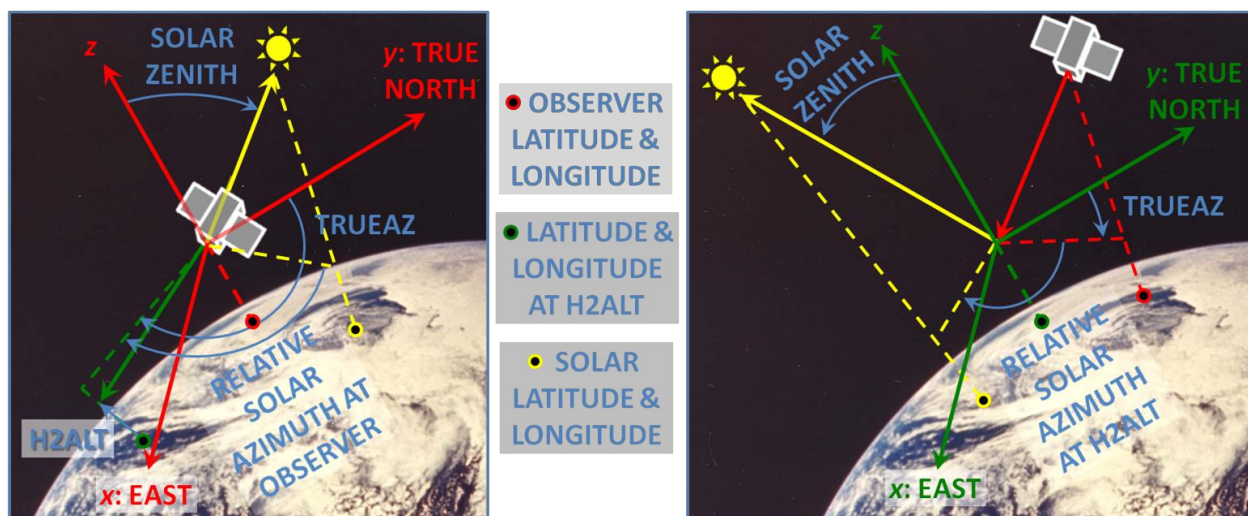 z
SOLAR
ZENITH
y: TRUE
NORTH
TRUEAZ
RELATIVE
SOLAR
AZIMUTH AT
OBSERVER
H2ALT
x: EAST
OBSERVER
LATITUDE &
LONGITUDE
LATITUDE &
LONGITUDE
AT H2ALT
SOLAR
LATITUDE &
LONGITUDE
z
SOLAR
ZENITH
y: TRUE
NORTH
TRUEAZ
RELATIVE
SOLAR
AZIMUTH
AT H2ALT
x: EAST